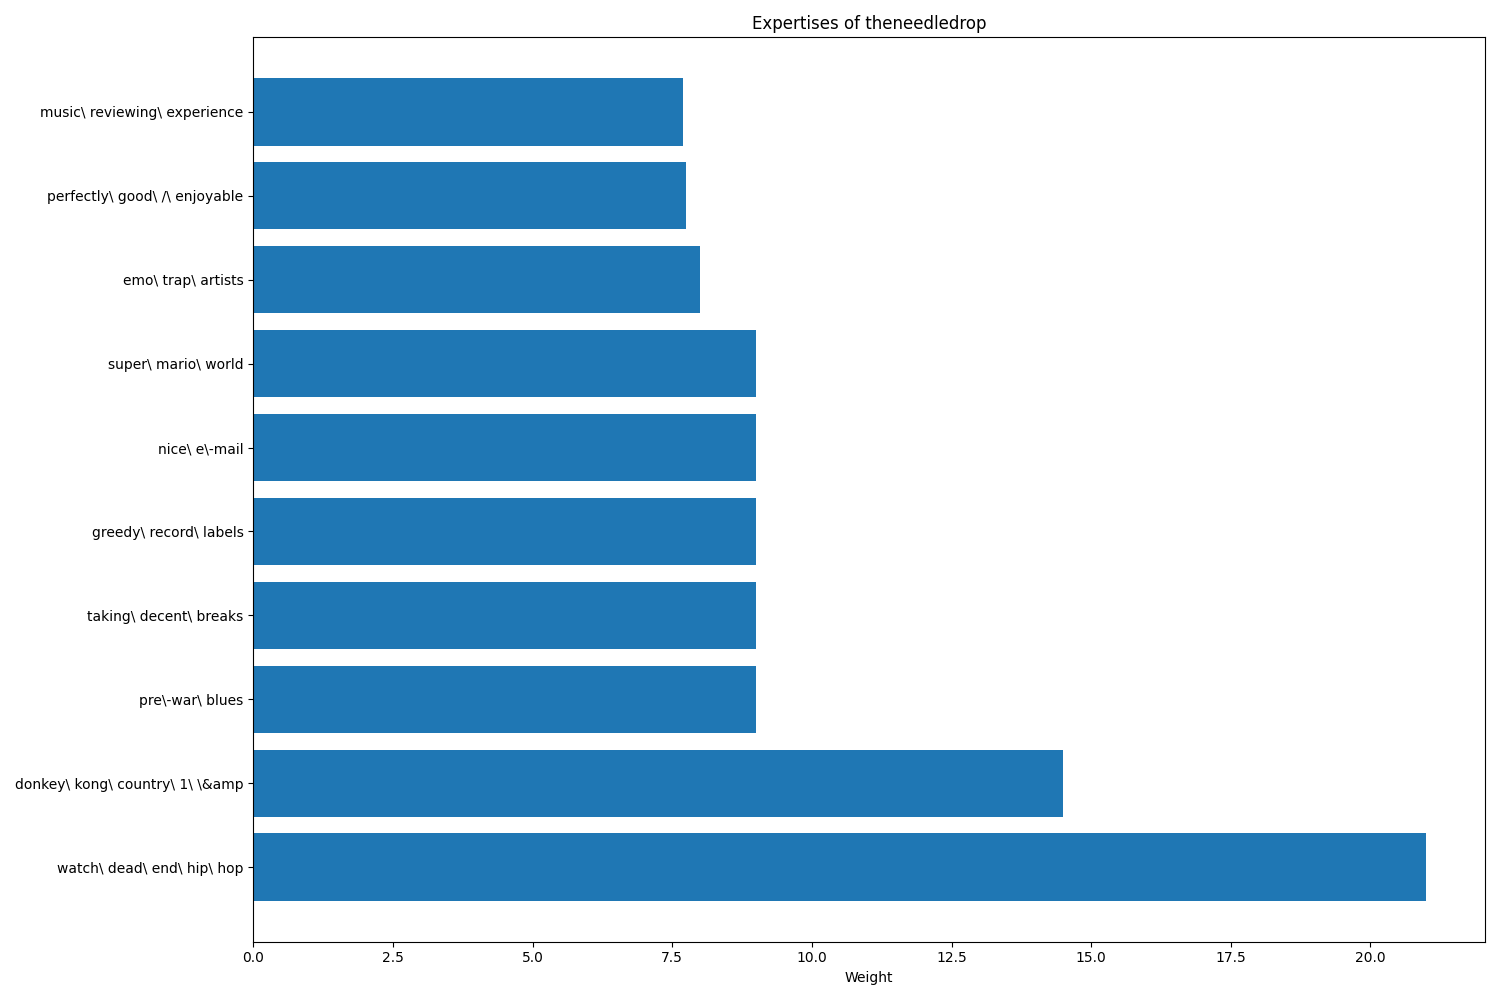 Expertises of theneedledrop
music\ reviewing\ experience
perfectly\ good\ /\ enjoyable
emo\ trap\ artists
super\ mario\ world
nice\ e\-mail
greedy\ record\ labels
taking\ decent\ breaks
pre\-war\ blues
donkey\ kong\ country\ 1\ \&amp
watch\ dead\ end\ hip\ hop
0.0 2.5 5.0 7.5 10.0 12.5 15.0 17.5 20.0
Weight